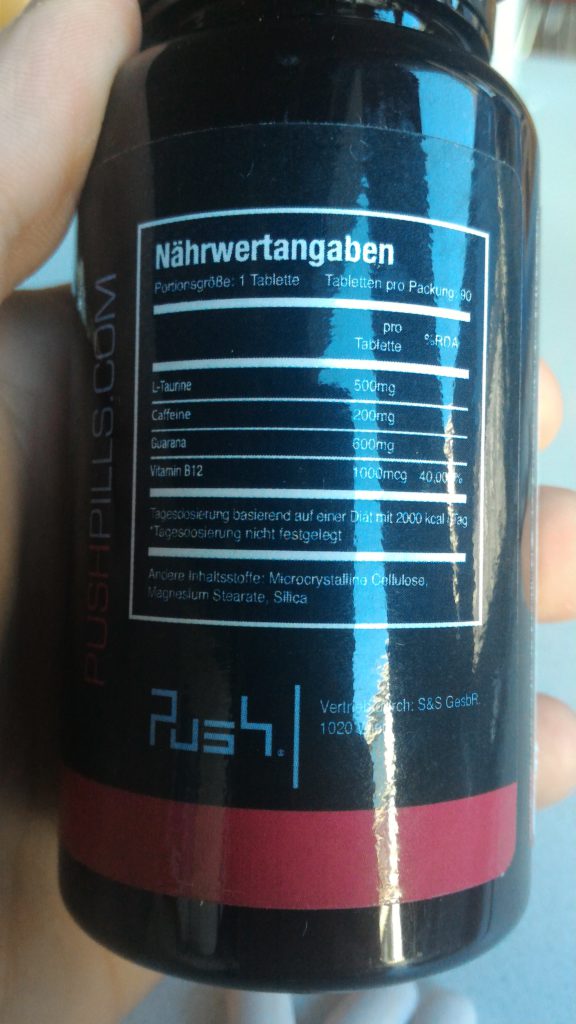 Nährwertangaben
Portionsgröße: 1 Tablette Tabletten pro Packung: 90
pro
Tablette %RDA
L-Taurine 500mg
Caffeine 200mg
Guarana 600mg
Vitamin B12 1000mcg
Tagesdosierung basierend auf einer Diät mit 2000 kcal / Tag
*Tagesdosierung nicht festgelegt
Andere Inhaltsstoffe: Microcrystalline Cellulose,
Magnesium Stearate, Silica
PUSHPILLS.COM
Push®
S&S GesbR.
1020